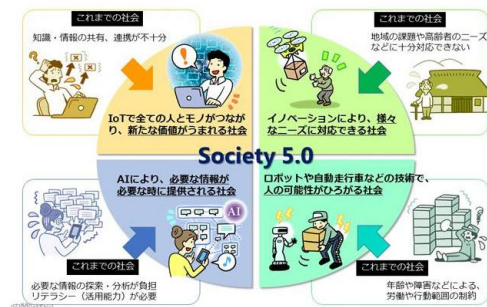 これまでの社会
知識・情報の共有、連携が不十分
IoTで全ての人とモノがつなが
り、新たな価値がうまれる社会
これまでの社会
地域の課題や高齢者のニーズ
などに十分対応できない
イノベーションにより、様々
なニーズに対応できる社会
Society 5.0
AIにより、必要な情報が
必要な時に提供される社会
AI
これまでの社会
必要な情報の探索・分析が負担
リテラシー(活用能力)が必要
ロボットや自動走行車などの技術で、
人の可能性がひろがる社会
これまでの社会
年齢や障害などによる、
労働や行動範囲の制約